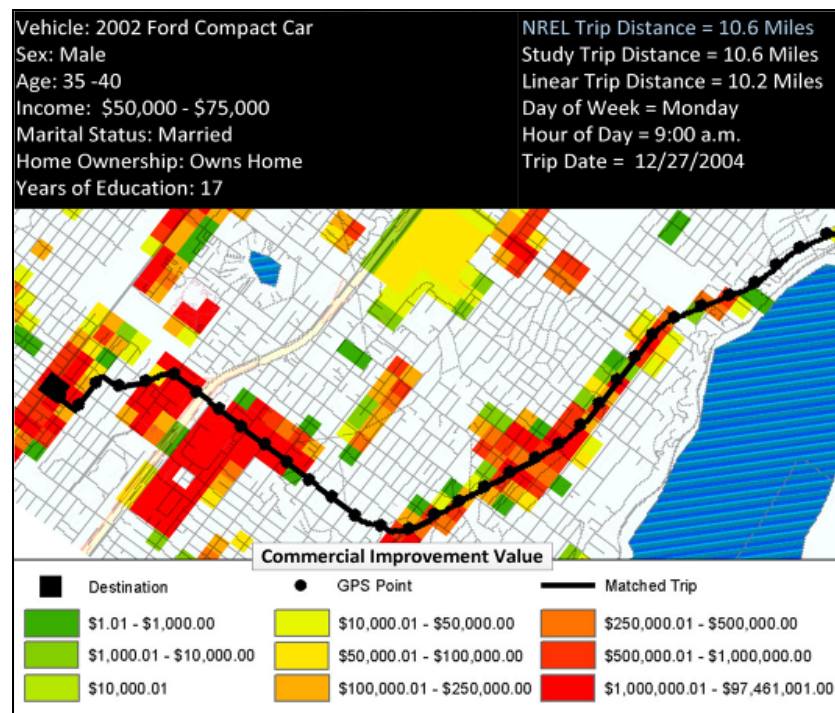 Vehicle: 2002 Ford Compact Car
Sex: Male
Age: 35 -40
Income: $50,000 - $75,000
Marital Status: Married
Home Ownership: Owns Home
Years of Education: 17
NREL Trip Distance = 10.6 Miles
Study Trip Distance = 10.6 Miles
Linear Trip Distance = 10.2 Miles
Day of Week = Monday
Hour of Day = 9:00 a.m.
Trip Date = 12/27/2004
Commercial Improvement Value
Destination
GPS Point
Matched Trip
$1.01 - $1,000.00
$10,000.01 - $50,000.00
$250,000.01 - $500,000.00
$1,000.01 - $10,000.00
$50,000.01 - $100,000.00
$500,000.01 - $1,000,000.00
$10,000.01
$100,000.01 - $250,000.00
$1,000,000.01 - $97,461,001.00